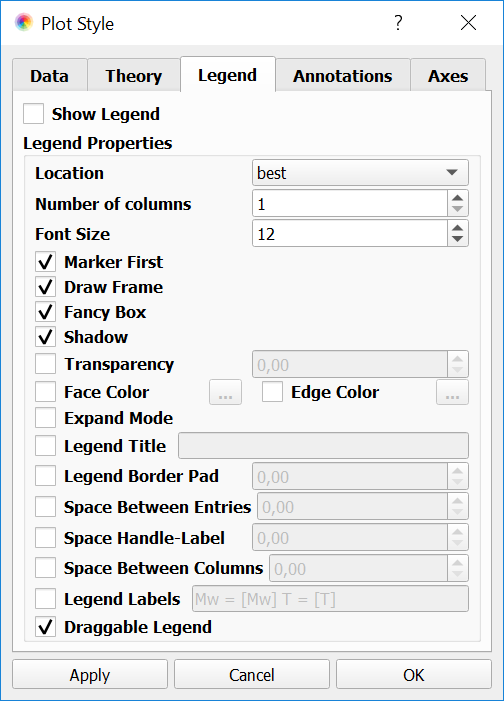 Plot Style ?
Data Theory Legend Annotations Axes
Show Legend
Legend Properties
Location best
Number of columns 1
Font Size 12
Marker First
Draw Frame
Fancy Box
Shadow
Transparency 0,00
Face Color ... Edge Color ...
Expand Mode
Legend Title
Legend Border Pad 0,00
Space Between Entries 0,00
Space Handle-Label 0,00
Space Between Columns 0,00
Legend Labels Mw = [Mw] T = [T]
Draggable Legend
Apply Cancel OK